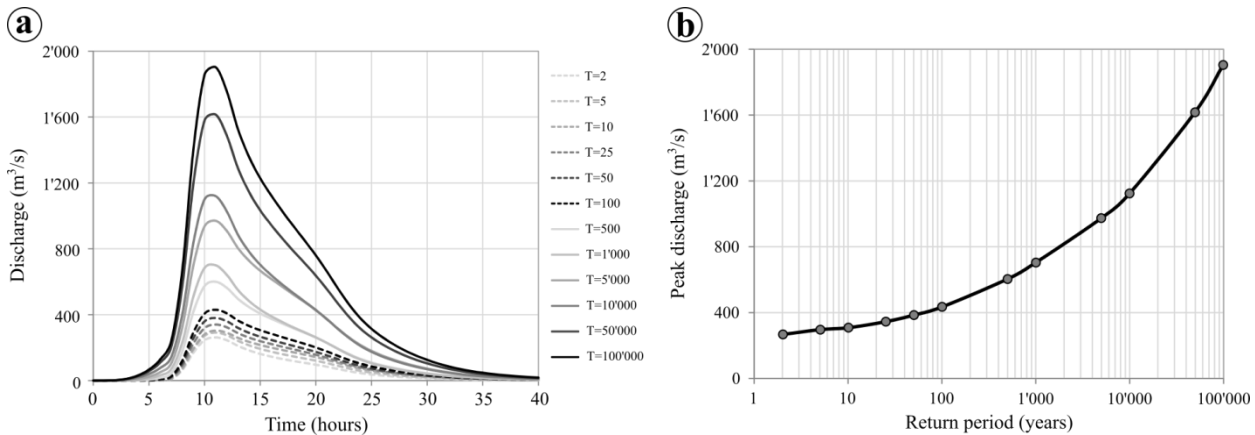 a
2'000
1'600
1'200
800
400
0
Discharge (m³/s)
0 5 10 15 20 25 30 35 40
Time (hours)
T=2
T=5
T=10
T=25
T=50
T=100
T=500
T=1'000
T=5'000
T=10'000
T=50'000
T=100'000
b
2'000
1'600
1'200
800
400
0
Peak discharge (m³/s)
1 10 100 1'000 10'000 100'000
Return period (years)